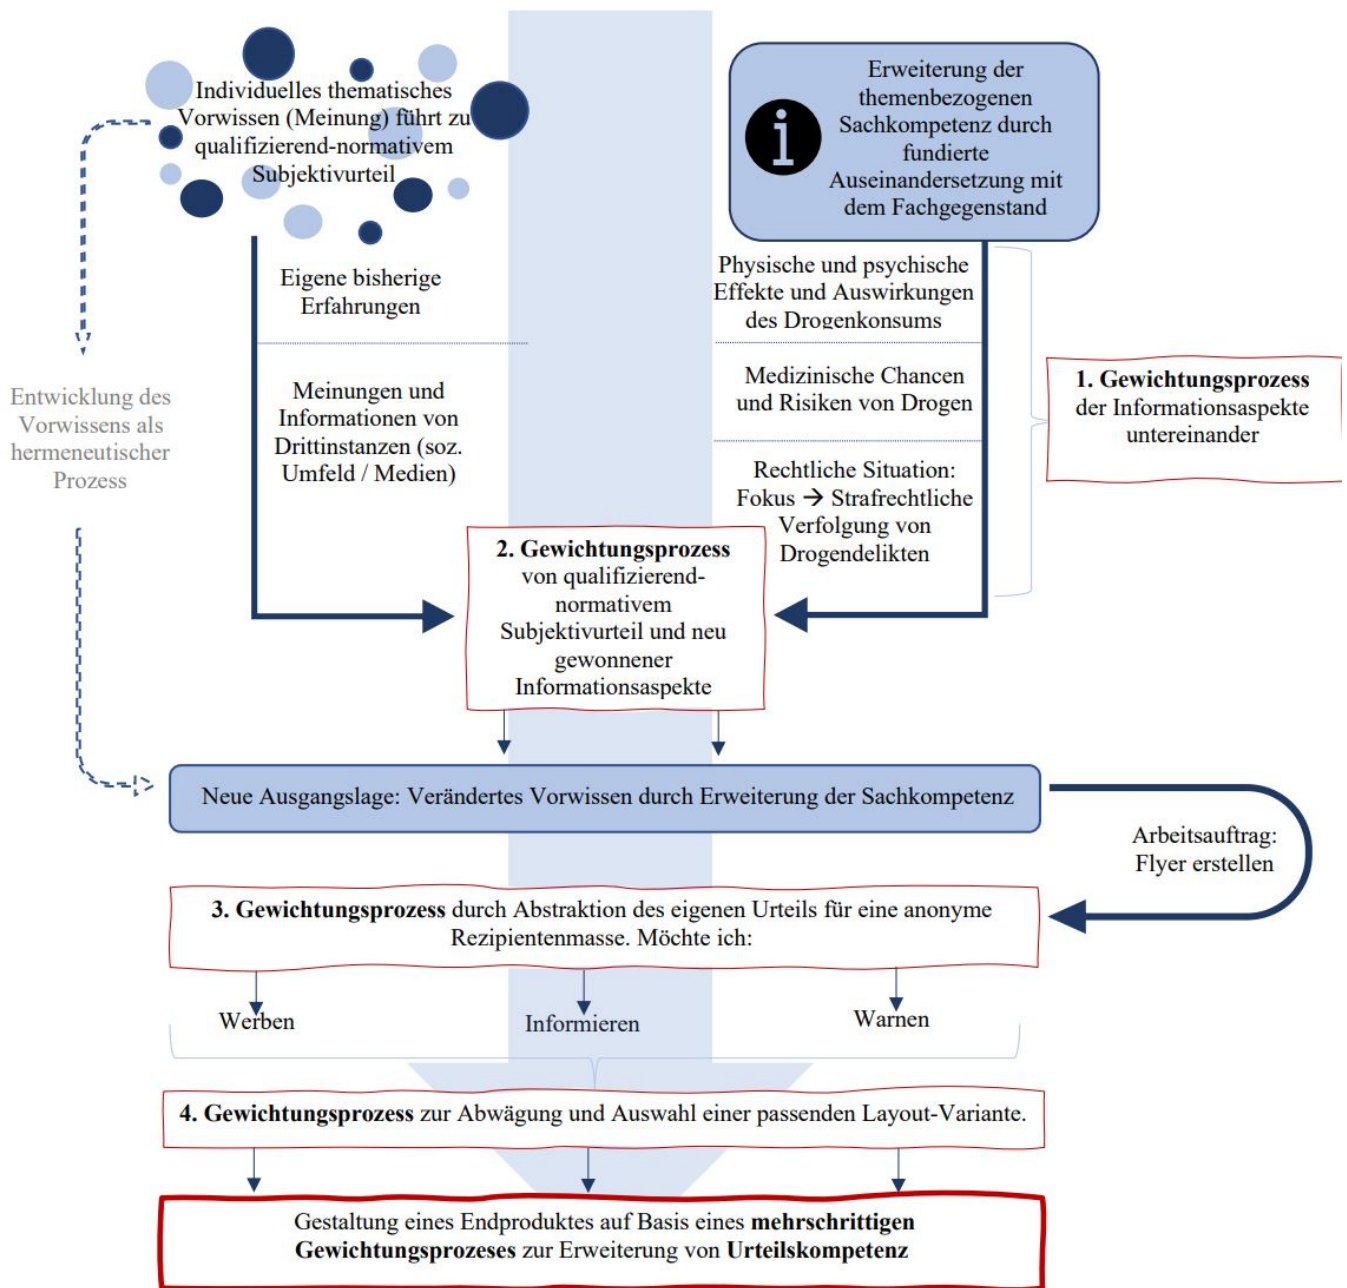 Individuelles thematisches
Vorwissen (Meinung) führt zu
qualifizierend-normativem
Subjektivurteil
Erweiterung der
themenbezogenen
Sachkompetenz durch
fundierte
Auseinandersetzung mit
dem Fachgegenstand
Eigene bisherige
Erfahrungen
Meinungen und
Informationen von
Drittinstanzen (soz.
Umfeld / Medien)
Physische und psychische
Effekte und Auswirkungen
des Drogenkonsums
Medizinische Chancen
und Risiken von Drogen
Rechtliche Situation:
Fokus → Strafrechtliche
Verfolgung von
Drogendelikten
1. Gewichtungsprozess
der Informationsaspekte
untereinander
Entwicklung des
Vorwissens als
hermeneutischer
Prozess
2. Gewichtungsprozess
von qualifizierend-
normativem
Subjektivurteil und neu
gewonnener
Informationsaspekte
Neue Ausgangslage: Verändertes Vorwissen durch Erweiterung der Sachkompetenz
Arbeitsauftrag:
Flyer erstellen
3. Gewichtungsprozess durch Abstraktion des eigenen Urteils für eine anonyme
Rezipientenmasse. Möchte ich:
Werben
Informieren
Warnen
4. Gewichtungsprozess zur Abwägung und Auswahl einer passenden Layout-Variante.
Gestaltung eines Endproduktes auf Basis eines mehrschrittigen
Gewichtungsprozeses zur Erweiterung von Urteilskompetenz